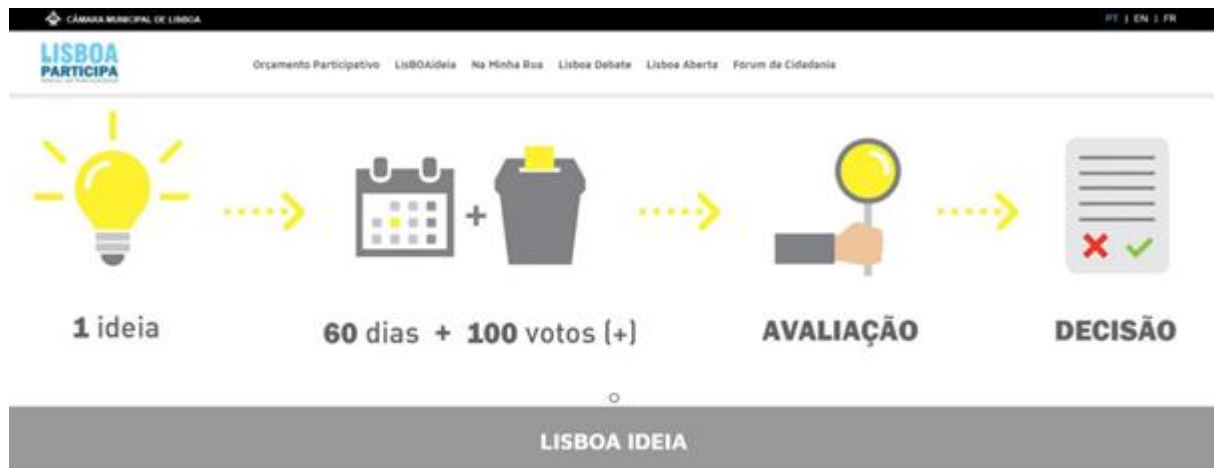 CÂMARA MUNICIPAL DE LISBOA
PT | EN | FR
LISBOA
PARTICIPA
Orçamento Participativo LisBOAideia Na Minha Rua Lisboa Debate Lisboa Aberta Fórum da Cidadania
1 ideia
60 dias + 100 votos (+)
AVALIAÇÃO
DECISÃO
LISBOA IDEIA